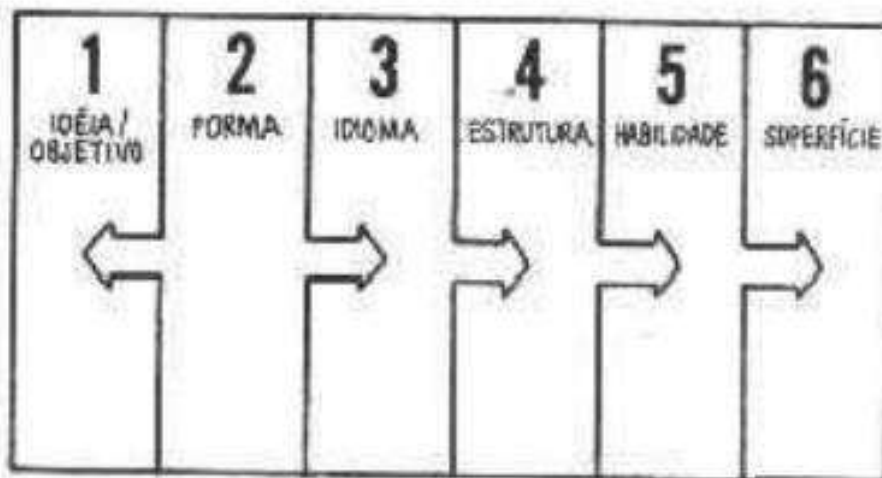 1
IDÉIA/
OBJETIVO
2
FORMA
3
IDIOMA
4
ESTRUTURA
5
HABILIDADE
6
SUPERFÍCIE